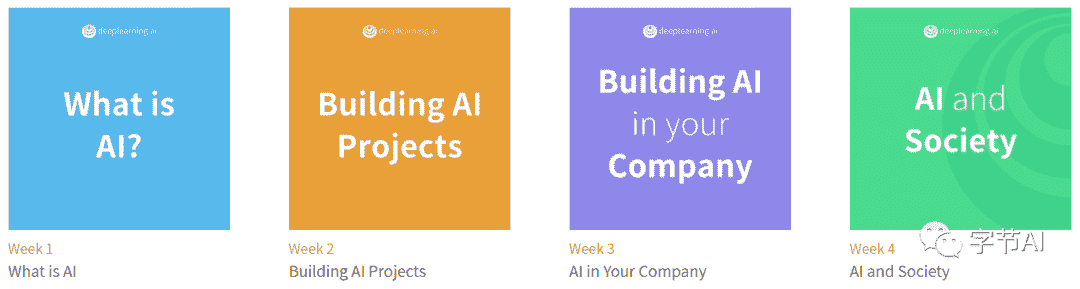 deeplearning.ai
What is
AI?
Week 1
What is AI
deeplearning.ai
Building AI
Projects
Week 2
Building AI Projects
deeplearning.ai
Building AI
in your
Company
Week 3
AI in Your Company
deeplearning.ai
AI and
Society
Week 4
AI and Society
字节AI